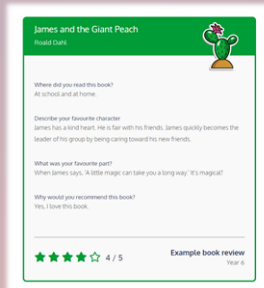 James and the Giant Peach
Roald Dahl
Where did you read this book?
At school and at home
Describe your favourite character
James has a kind heart. He is fair with his friends. James quickly becomes the
leader of his group by being caring toward his new friends.
What was your favourite part?
When James says, 'A little magic can take you a long way.' It's magical!
Why would you recommend this book?
Yes, I love this book
4 / 5
Example book review
Year 6